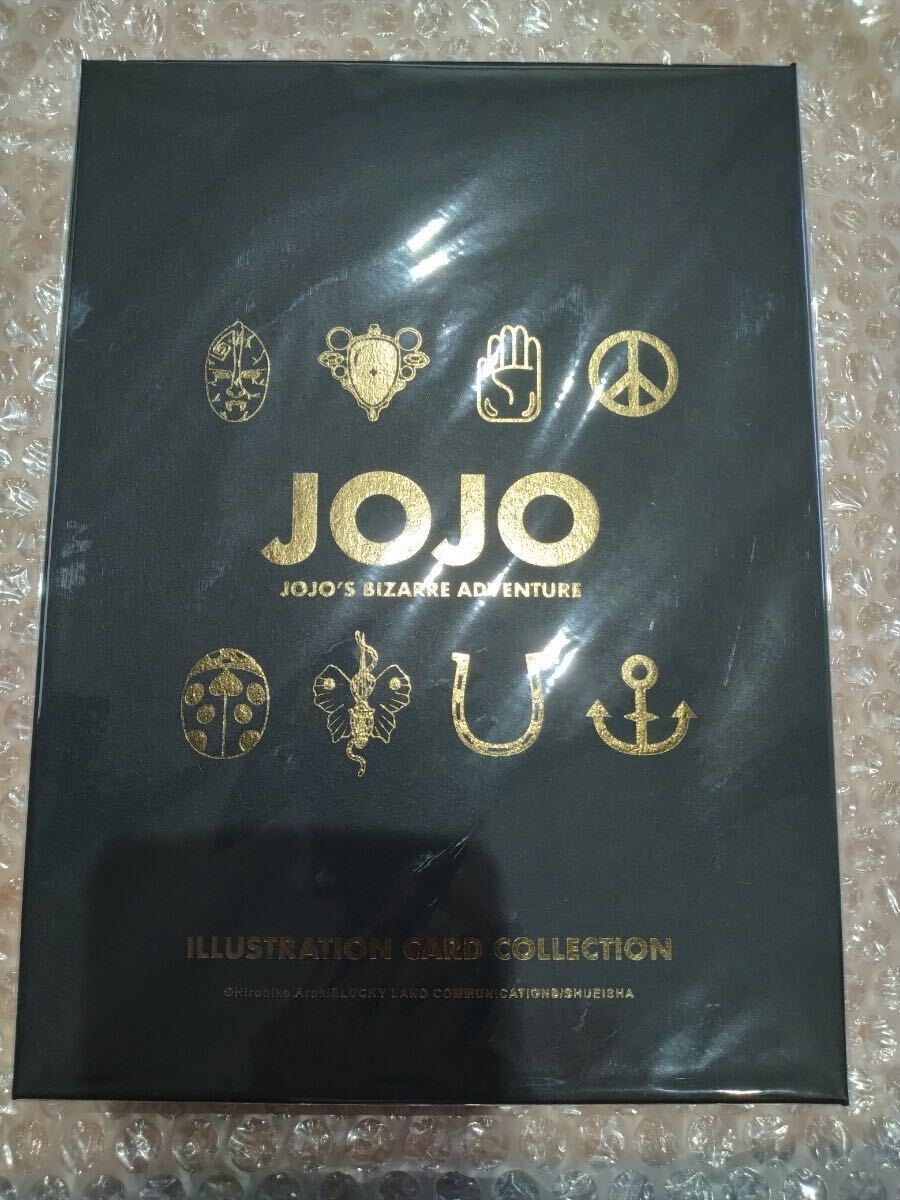 JOJO
JOJO'S BIZARRE ADVENTURE
ILLUSTRATION CARD COLLECTION
©Hirohiko Araki&LUCKY LAND COMMUNICATIONS/SHUEISHA